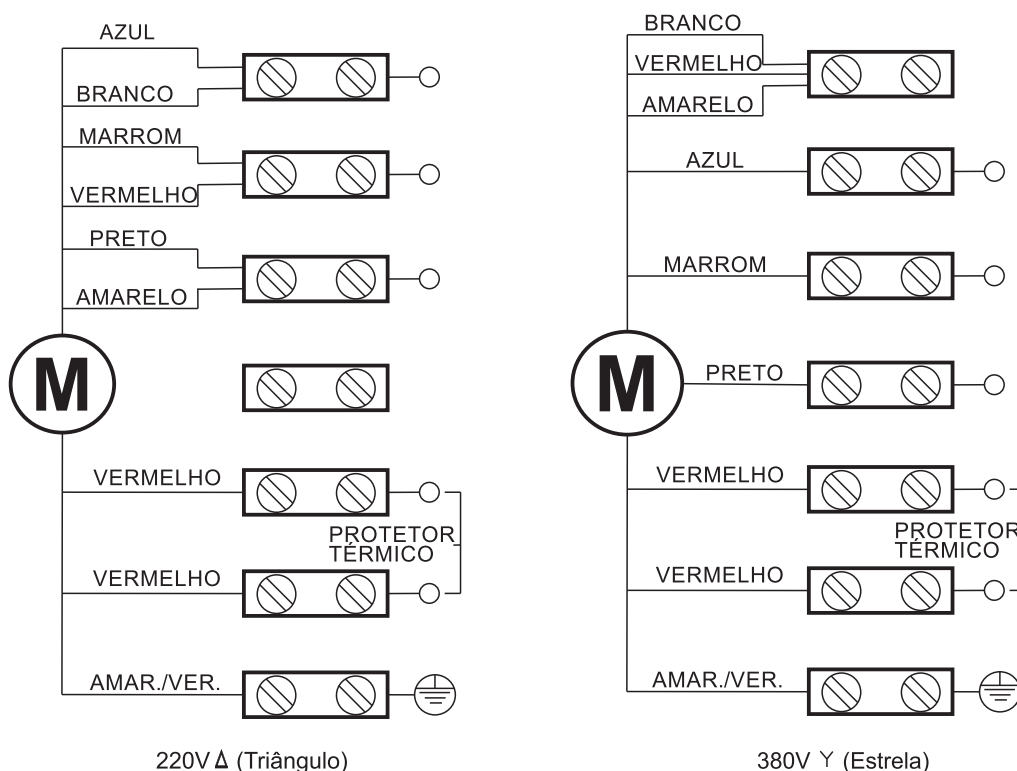 AZUL
BRANCO
MARROM
VERMELHO
PRETO
AMARELO
M
VERMELHO
PROTETOR
TÉRMICO
VERMELHO
AMAR./VER.
220V Δ (Triângulo)
BRANCO
VERMELHO
AMARELO
AZUL
MARROM
M
PRETO
VERMELHO
PROTETOR
TÉRMICO
VERMELHO
AMAR./VER.
380V Y (Estrela)